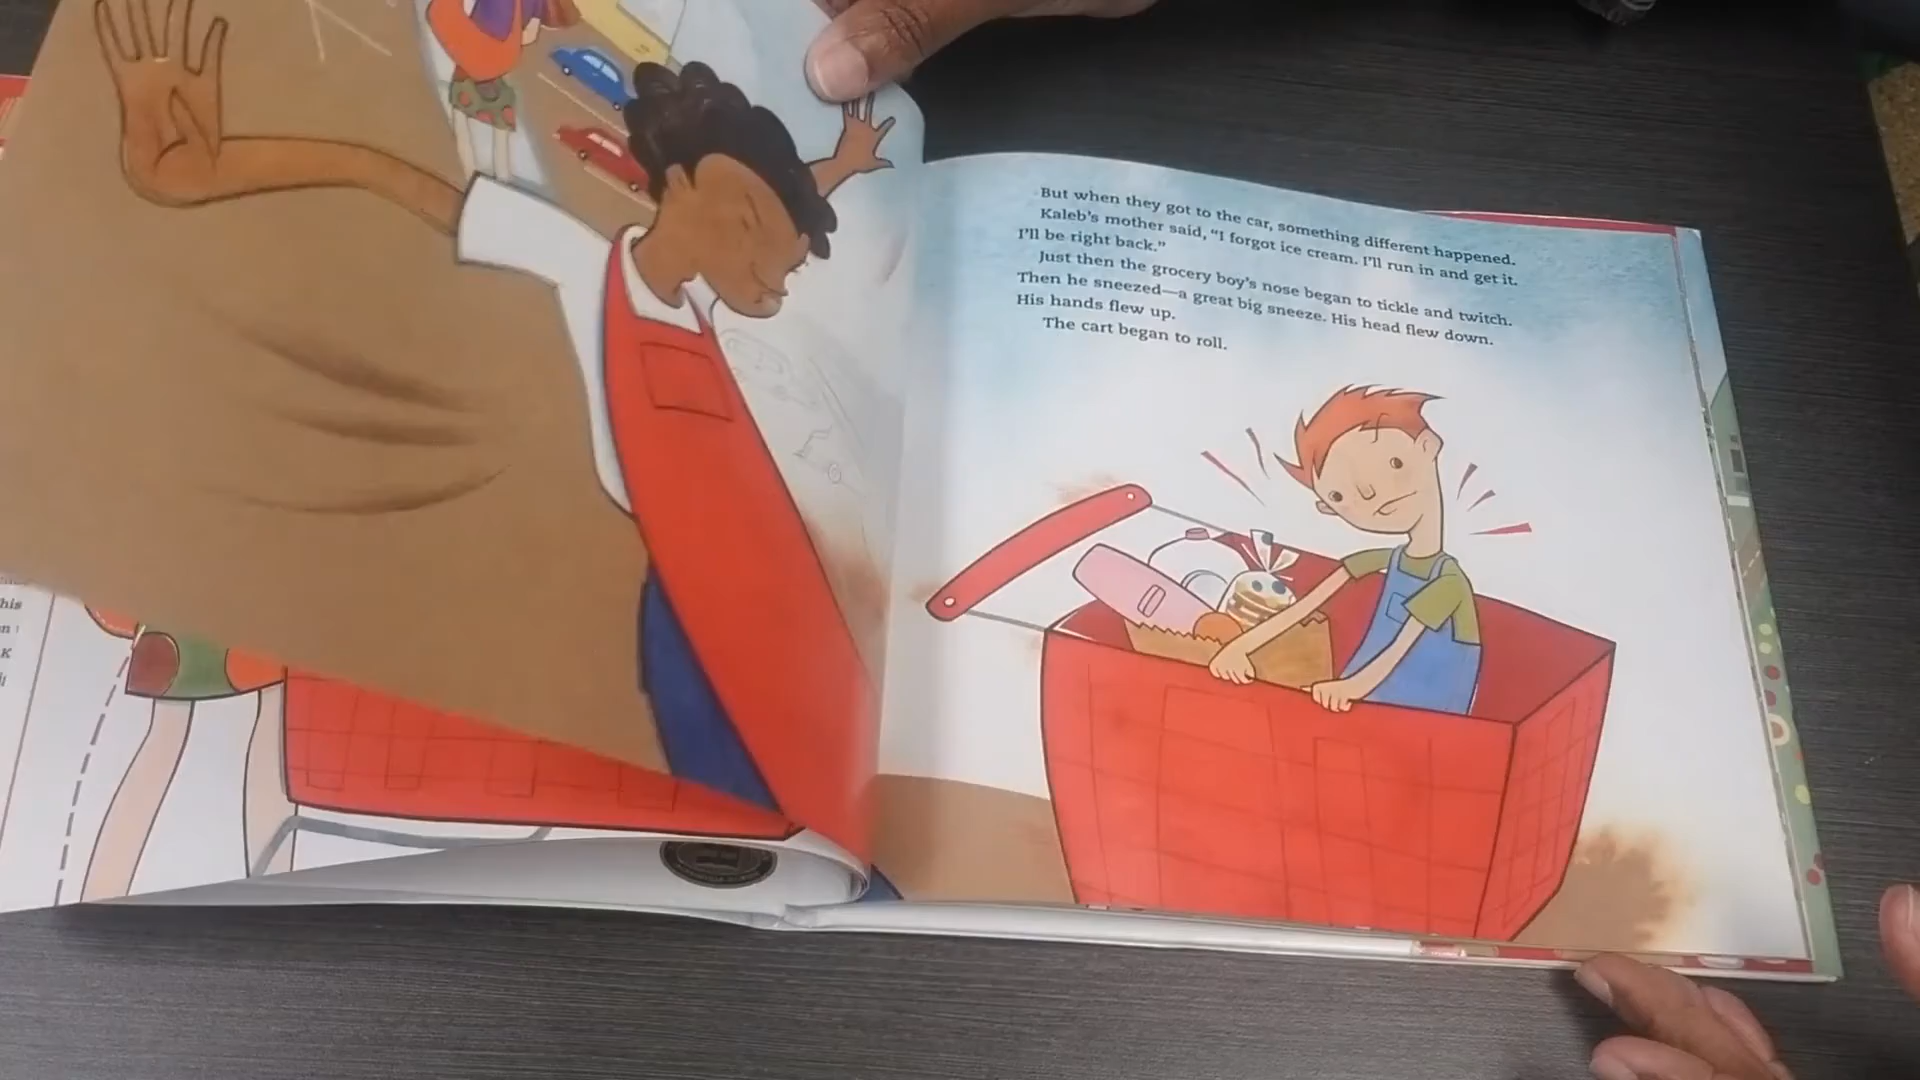 his
K
But when they got to the car, something different happened.
Kaleb's mother said, "I forgot ice cream. I'll run in and get it.
I'll be right back."
Just then the grocery boy's nose began to tickle and twitch.
Then he sneezed—a great big sneeze. His head flew down.
His hands flew up.
The cart began to roll.